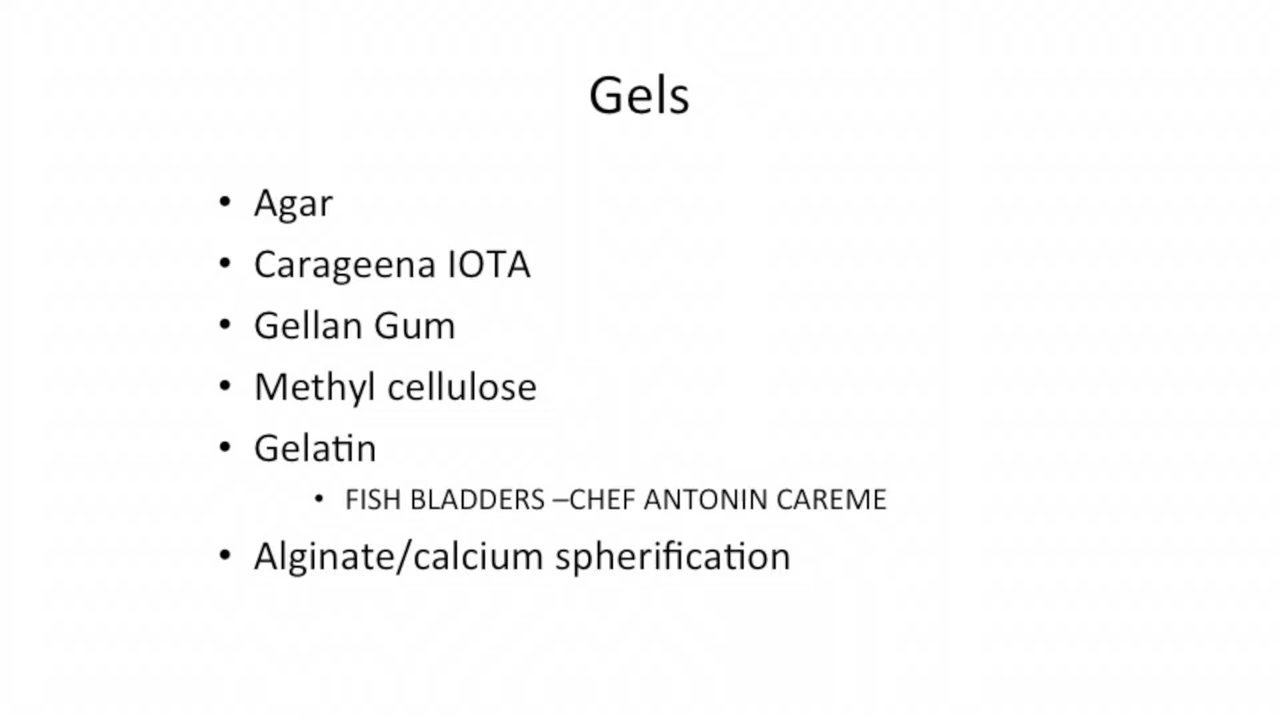 Gels
• Agar
• Carageena IOTA
• Gellan Gum
• Methyl cellulose
• Gelatin
• FISH BLADDERS –CHEF ANTONIN CAREME
• Alginate/calcium spherification